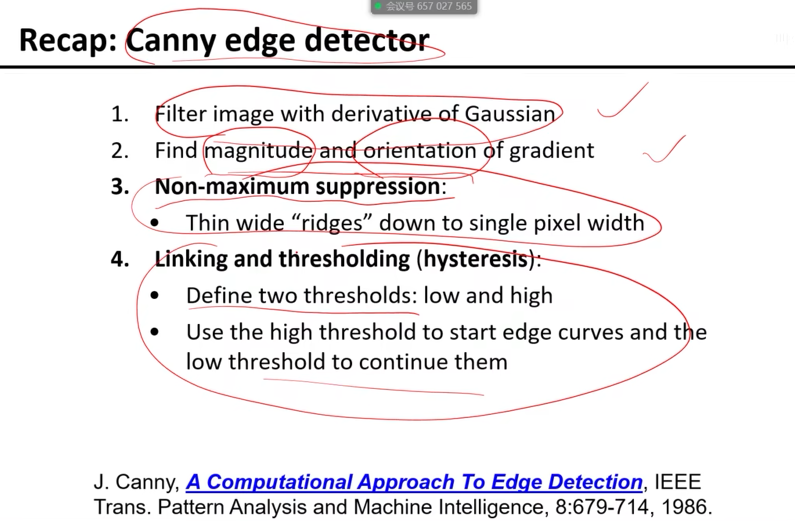 会议号 657 027 565
Recap: Canny edge detector
1. Filter image with derivative of Gaussian
2. Find magnitude and orientation of gradient
3. Non-maximum suppression:
• Thin wide “ridges” down to single pixel width
4. Linking and thresholding (hysteresis):
• Define two thresholds: low and high
• Use the high threshold to start edge curves and the
low threshold to continue them
J. Canny, A Computational Approach To Edge Detection, IEEE
Trans. Pattern Analysis and Machine Intelligence, 8:679-714, 1986.